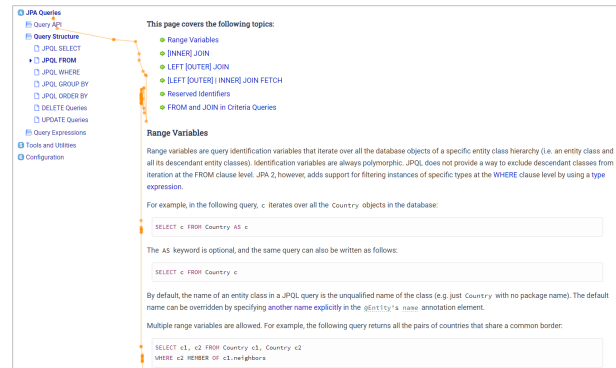 4 JPA Queries
Query API
Query Structure
JPQL SELECT
JPQL FROM
JPQL WHERE
JPQL GROUP BY
JPQL ORDER BY
DELETE Queries
UPDATE Queries
Query Expressions
5 Tools and Utilities
6 Configuration
This page covers the following topics:
Range Variables
[INNER] JOIN
LEFT [OUTER] JOIN
[LEFT [OUTER] | INNER] JOIN FETCH
Reserved Identifiers
FROM and JOIN in Criteria Queries
Range Variables
Range variables are query identification variables that iterate over all the database objects of a specific entity class hierarchy (i.e. an entity class and
all its descendant entity classes). Identification variables are always polymorphic. JPQL does not provide a way to exclude descendant classes from
iteration at the FROM clause level. JPA 2, however, adds support for filtering instances of specific types at the WHERE clause level by using a type
expression.
For example, in the following query, c iterates over all the Country objects in the database:
SELECT c FROM Country AS c
The AS keyword is optional, and the same query can also be written as follows:
SELECT c FROM Country c
By default, the name of an entity class in a JPQL query is the unqualified name of the class (e.g. just Country with no package name). The default
name can be overridden by specifying another name explicitly in the @Entity's name annotation element.
Multiple range variables are allowed. For example, the following query returns all the pairs of countries that share a common border:
SELECT c1, c2 FROM Country c1, Country c2
WHERE c2 MEMBER OF c1.neighbors